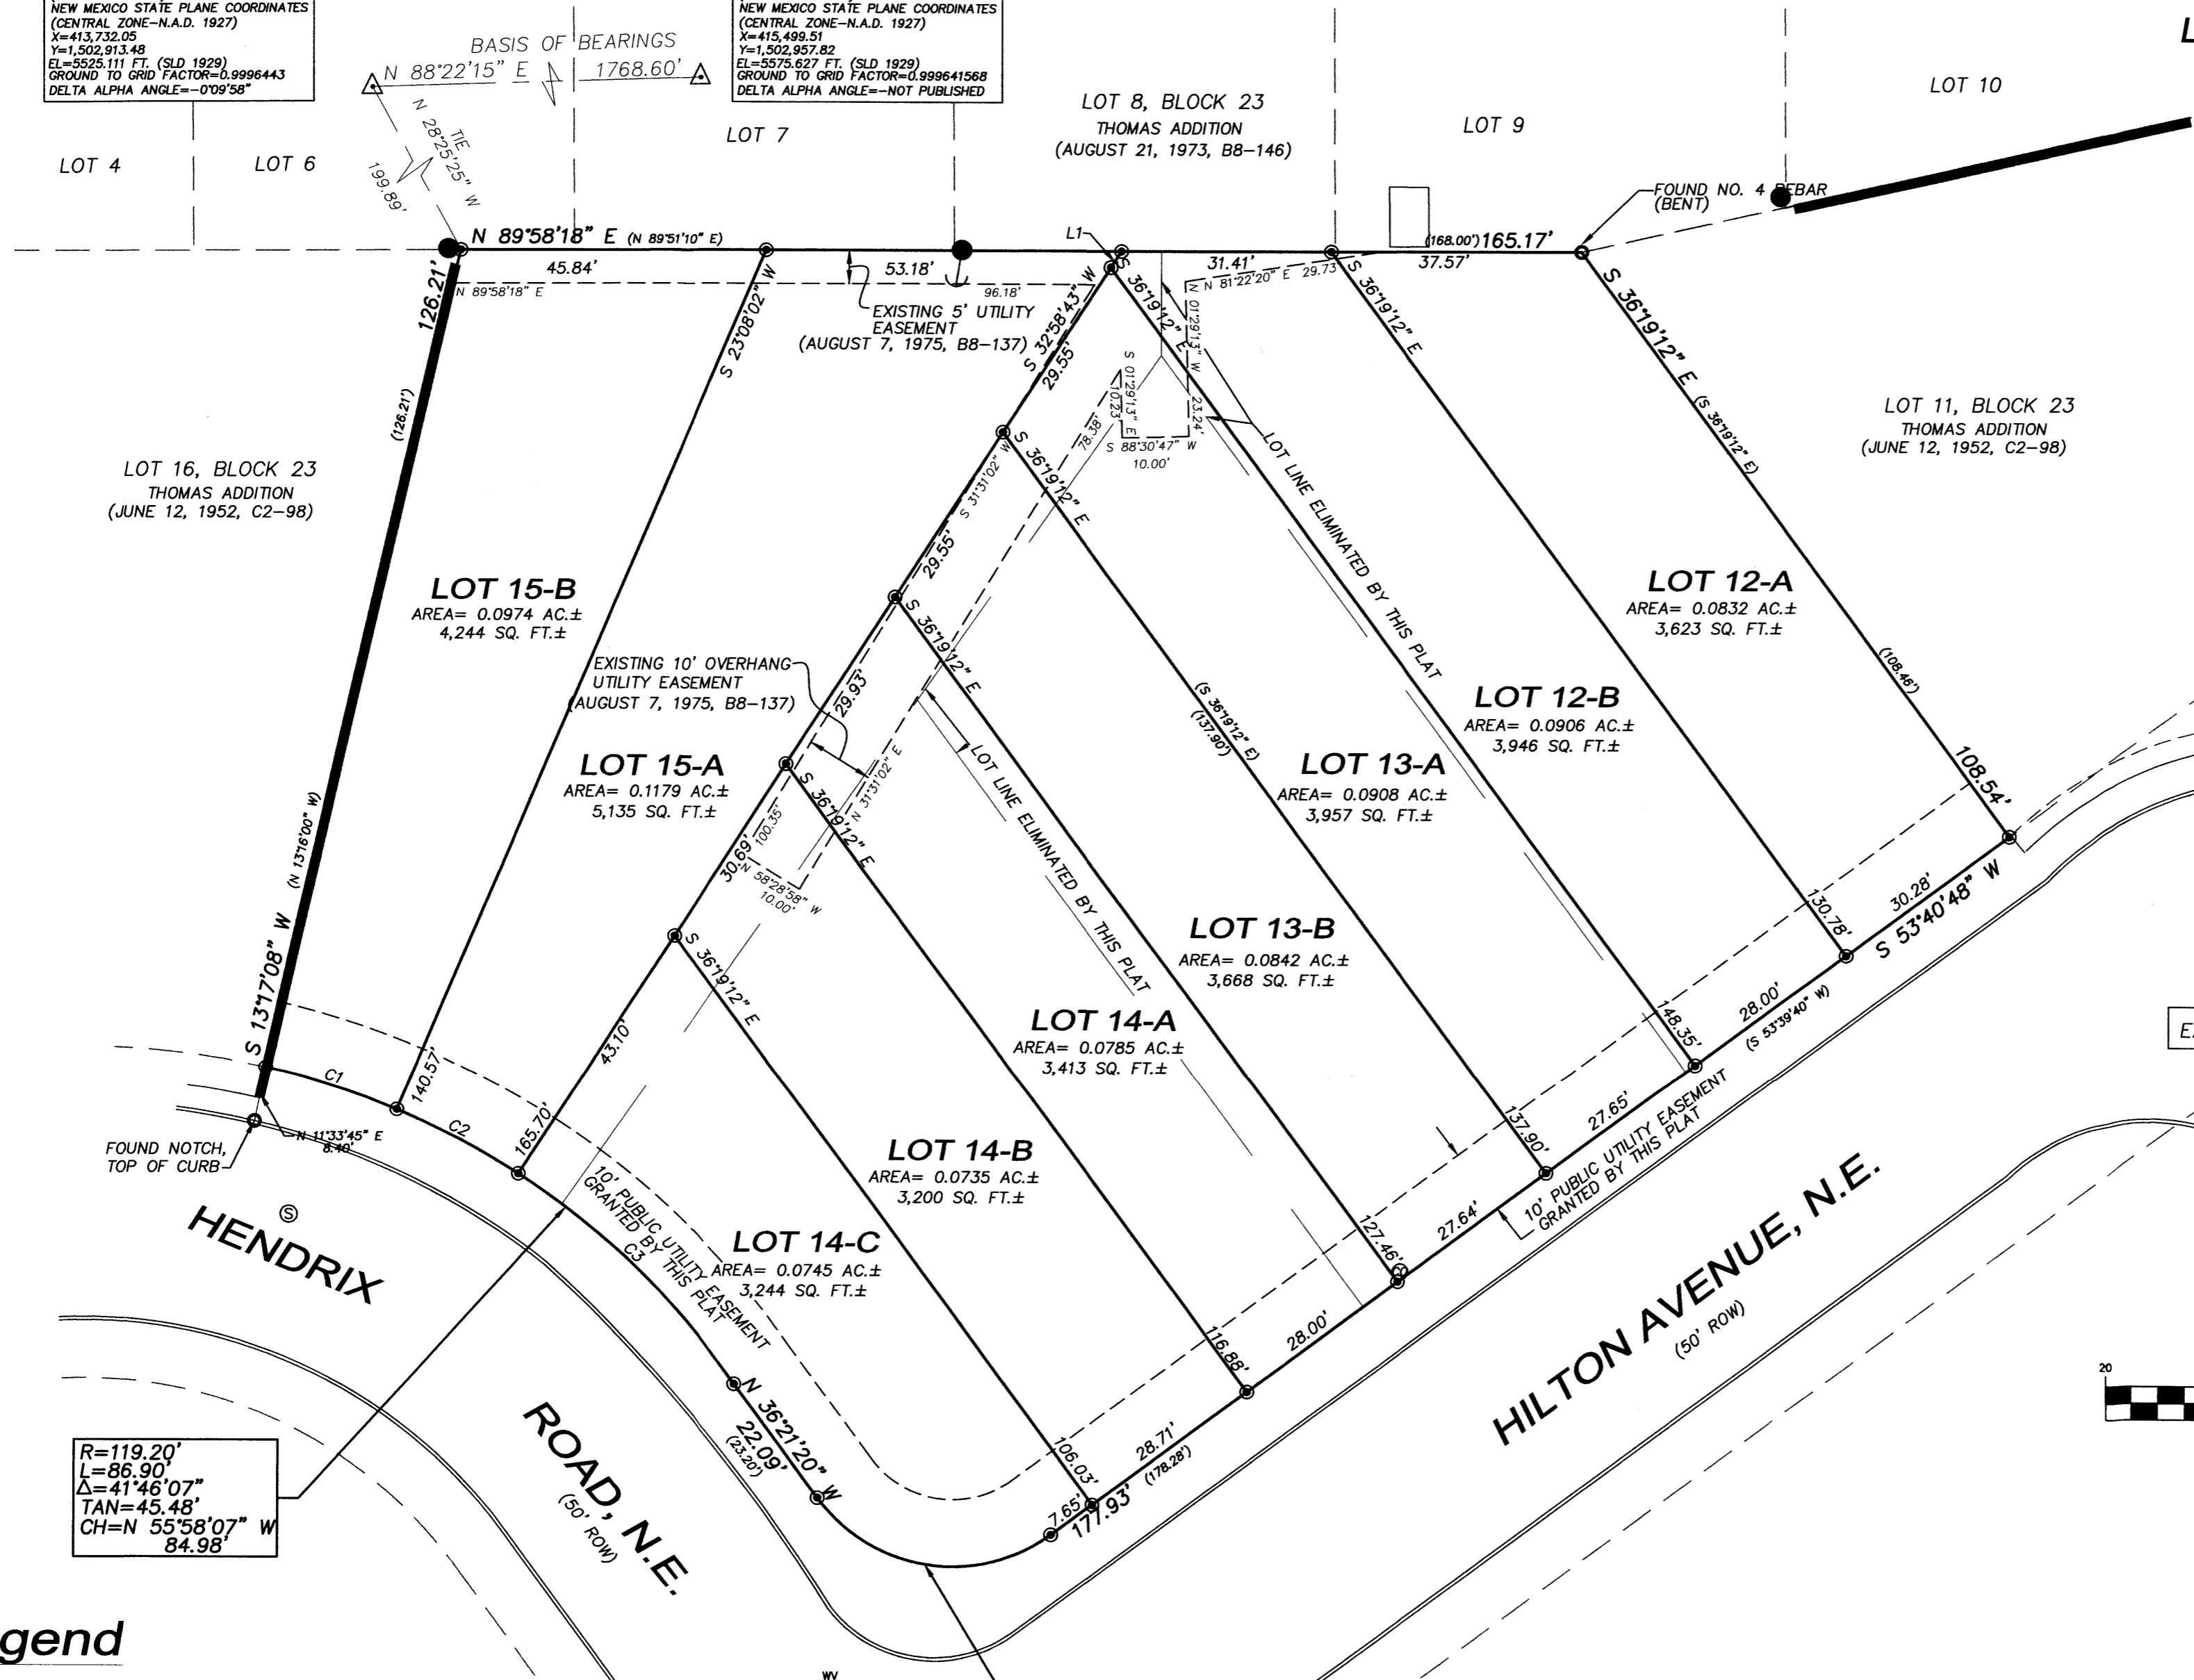 NEW MEXICO STATE PLANE COORDINATES
(CENTRAL ZONE-N.A.D. 1927)
X=413,732.05
Y=1,502,913.48
EL=5525.111 FT. (SLD 1929)
GROUND TO GRID FACTOR=0.9996443
DELTA ALPHA ANGLE=-0°09'58"
NEW MEXICO STATE PLANE COORDINATES
(CENTRAL ZONE-N.A.D. 1927)
X=415,499.51
Y=1,502,957.82
EL=5575.627 FT. (SLD 1929)
GROUND TO GRID FACTOR=0.999641568
DELTA ALPHA ANGLE=-NOT PUBLISHED
BASIS OF BEARINGS
N 88°22'15" E 1768.60'
TIE
N 28°25'25" W
199.89'
LOT 4
LOT 6
LOT 7
LOT 8, BLOCK 23
THOMAS ADDITION
(AUGUST 21, 1973, B8-146)
LOT 9
LOT 10
L
FOUND NO. 4 REBAR
(BENT)
N 89°58'18" E (N 89°51'10" E)
L1
(168.00') 165.17'
45.84'
53.18'
31.41'
37.57'
N 89°58'18" E
96.18'
N 81°22'20" E 29.73'
EXISTING 5' UTILITY
EASEMENT
(AUGUST 7, 1975, B8-137)
126.21'
(126.21')
(N 13°16'00" W)
S 13°17'08" W
S 23°08'02" W
140.57'
S 32°58'43" W
29.55'
29.55'
29.93'
30.69'
43.10'
165.70'
S 31°31'02" W
100.35'
78.38'
N 31°31'02" E
N 58°28'58" W
10.00'
S 01°29'13" E
10.23'
S 88°30'47" W
10.00'
N 01°29'13" W
23.24'
S 36°19'12" E
S 36°19'12" E
S 36°19'12" E
S 36°19'12" E
S 36°19'12" E
S 36°19'12" E
S 36°19'12" E
S 36°19'12" E
(S 36°19'12" E)
(108.46')
108.54'
(S 36°19'12" E)
(137.90')
LOT LINE ELIMINATED BY THIS PLAT
LOT LINE ELIMINATED BY THIS PLAT
LOT 16, BLOCK 23
THOMAS ADDITION
(JUNE 12, 1952, C2-98)
LOT 11, BLOCK 23
THOMAS ADDITION
(JUNE 12, 1952, C2-98)
LOT 15-B
AREA= 0.0974 AC.±
4,244 SQ. FT.±
EXISTING 10' OVERHANG
UTILITY EASEMENT
(AUGUST 7, 1975, B8-137)
LOT 15-A
AREA= 0.1179 AC.±
5,135 SQ. FT.±
LOT 12-A
AREA= 0.0832 AC.±
3,623 SQ. FT.±
LOT 12-B
AREA= 0.0906 AC.±
3,946 SQ. FT.±
LOT 13-A
AREA= 0.0908 AC.±
3,957 SQ. FT.±
LOT 13-B
AREA= 0.0842 AC.±
3,668 SQ. FT.±
LOT 14-A
AREA= 0.0785 AC.±
3,413 SQ. FT.±
LOT 14-B
AREA= 0.0735 AC.±
3,200 SQ. FT.±
LOT 14-C
AREA= 0.0745 AC.±
3,244 SQ. FT.±
130.78'
148.35'
137.90'
127.46'
116.88'
106.03'
30.28'
S 53°40'48" W
28.00'
(S 53°39'40" W)
27.65'
27.64'
28.00'
28.71'
(178.28')
7.65'
177.93'
10' PUBLIC UTILITY EASEMENT
GRANTED BY THIS PLAT
10' PUBLIC UTILITY EASEMENT
GRANTED BY THIS PLAT
C1
C2
C3
N 11°33'45" E
8.40'
FOUND NOTCH,
TOP OF CURB
N 36°21'20" W
22.09'
(23.20')
S
HENDRIX
ROAD, N.E.
(50' ROW)
HILTON AVENUE, N.E.
(50' ROW)
E
20
R=119.20'
L=86.90'
Δ=41°46'07"
TAN=45.48'
CH=N 55°58'07" W
84.98'
gend
WV